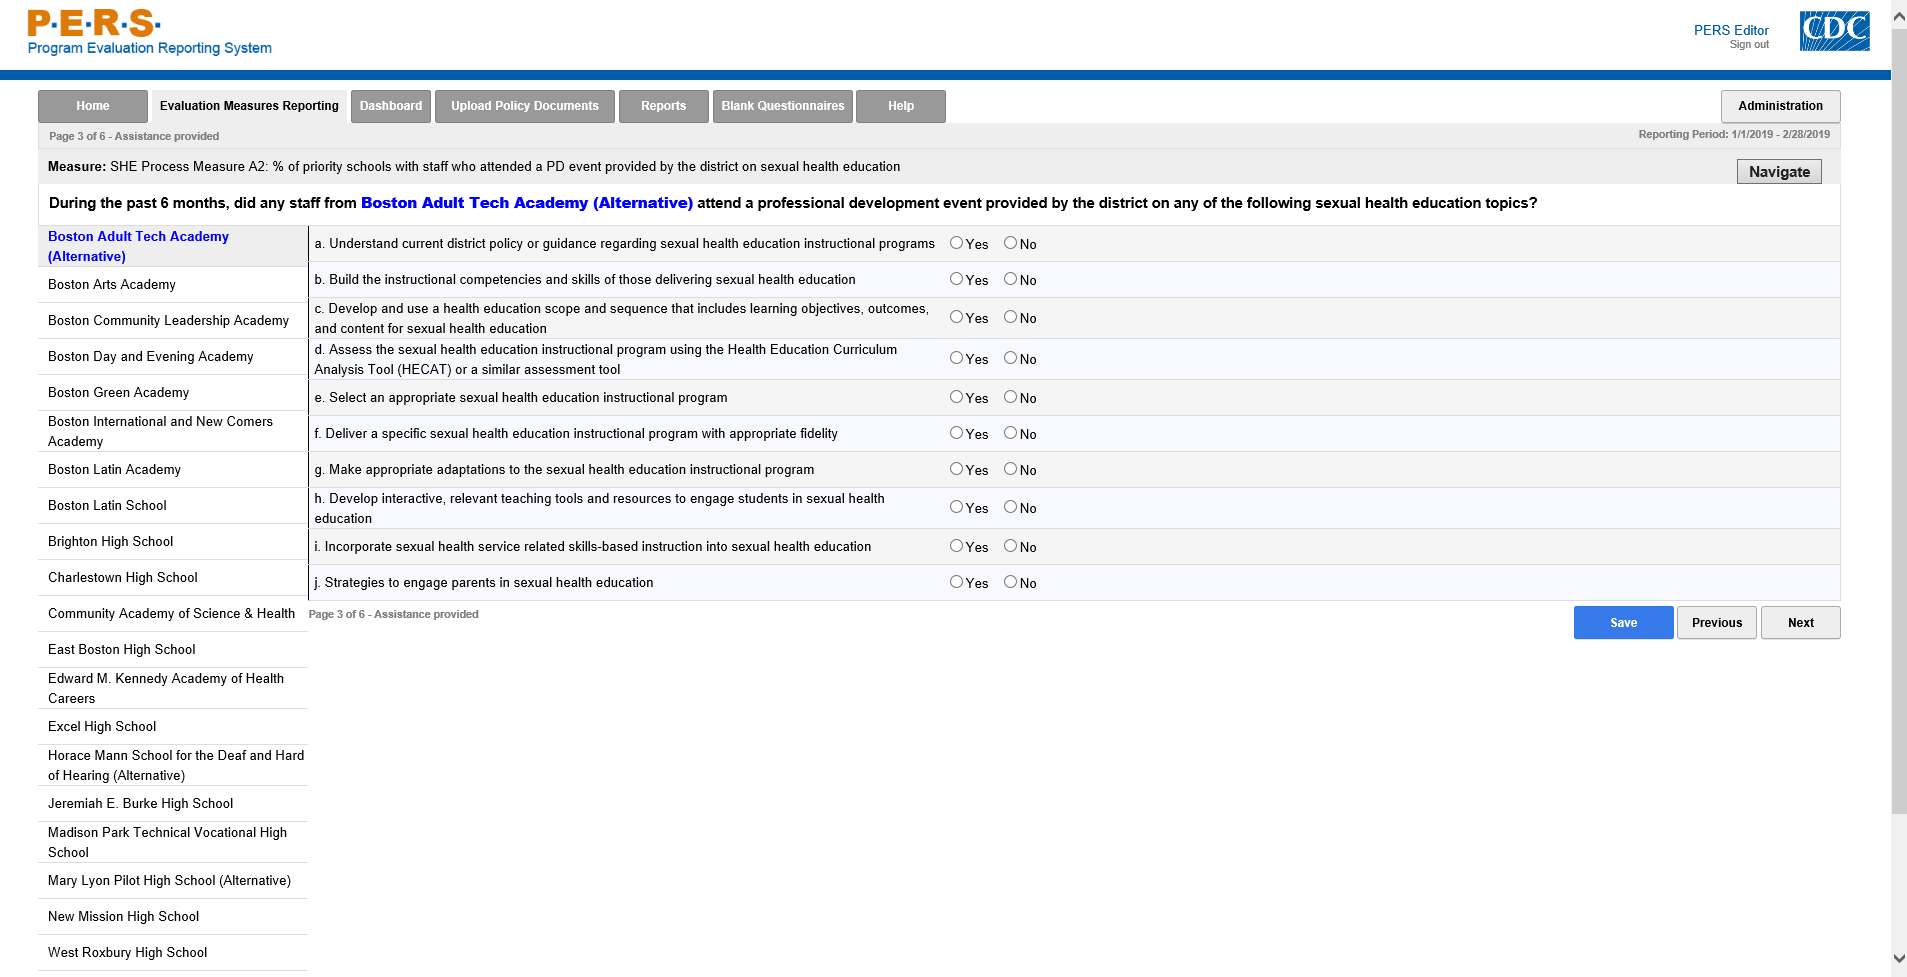 P·E·R·S·
Program Evaluation Reporting System
PERS Editor
Sign out
CDC
Home
Evaluation Measures Reporting
Dashboard
Upload Policy Documents
Reports
Blank Questionnaires
Help
Administration
Page 3 of 6 - Assistance provided
Reporting Period: 1/1/2019 - 2/28/2019
Measure: SHE Process Measure A2: % of priority schools with staff who attended a PD event provided by the district on sexual health education
Navigate
During the past 6 months, did any staff from Boston Adult Tech Academy (Alternative) attend a professional development event provided by the district on any of the following sexual health education topics?
Boston Adult Tech Academy
(Alternative)
Boston Arts Academy
Boston Community Leadership Academy
Boston Day and Evening Academy
Boston Green Academy
Boston International and New Comers
Academy
Boston Latin Academy
Boston Latin School
Brighton High School
Charlestown High School
Community Academy of Science & Health
East Boston High School
Edward M. Kennedy Academy of Health
Careers
Excel High School
Horace Mann School for the Deaf and Hard
of Hearing (Alternative)
Jeremiah E. Burke High School
Madison Park Technical Vocational High
School
Mary Lyon Pilot High School (Alternative)
New Mission High School
West Roxbury High School
a. Understand current district policy or guidance regarding sexual health education instructional programs Yes No
b. Build the instructional competencies and skills of those delivering sexual health education Yes No
c. Develop and use a health education scope and sequence that includes learning objectives, outcomes,
and content for sexual health education Yes No
d. Assess the sexual health education instructional program using the Health Education Curriculum
Analysis Tool (HECAT) or a similar assessment tool Yes No
e. Select an appropriate sexual health education instructional program Yes No
f. Deliver a specific sexual health education instructional program with appropriate fidelity Yes No
g. Make appropriate adaptations to the sexual health education instructional program Yes No
h. Develop interactive, relevant teaching tools and resources to engage students in sexual health
education Yes No
i. Incorporate sexual health service related skills-based instruction into sexual health education Yes No
j. Strategies to engage parents in sexual health education Yes No
Page 3 of 6 - Assistance provided
Save
Previous
Next